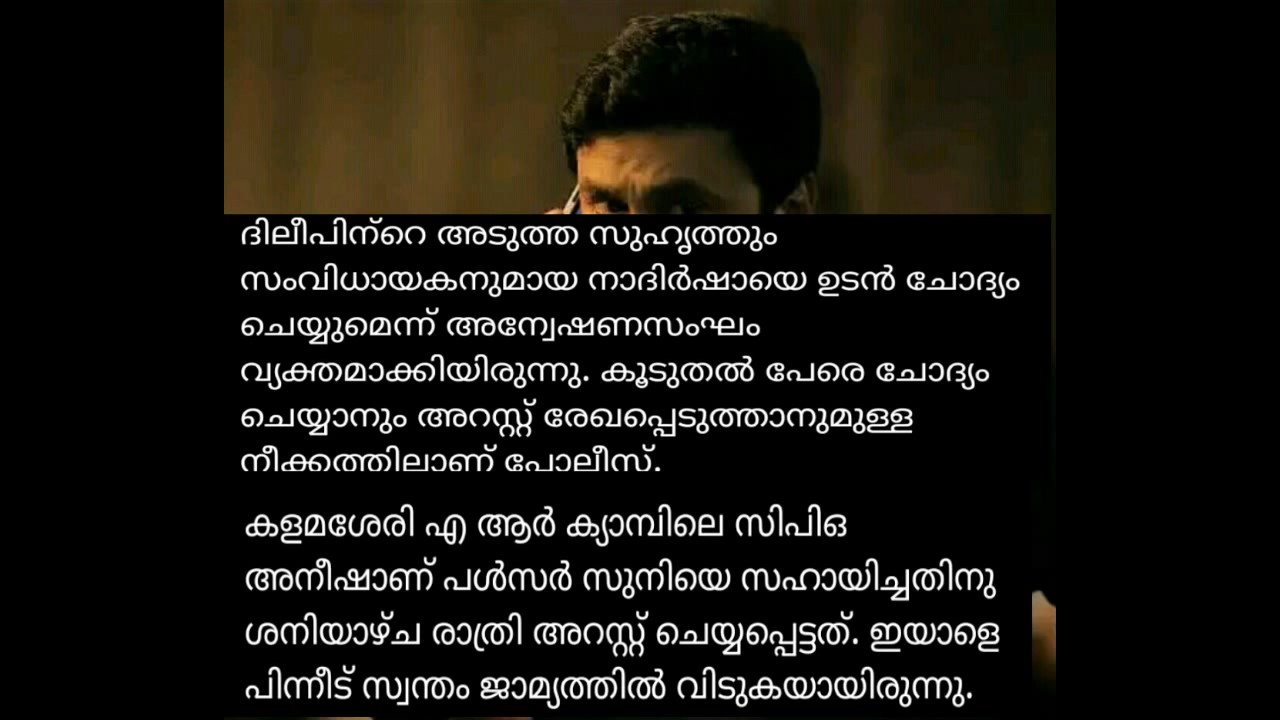 ദിലീപിന്റെ അടുത്ത സുഹൃത്തും
സംവിധായകനുമായ നാദിർഷായെ ഉടൻ ചോദ്യം
ചെയ്യുമെന്ന് അന്വേഷണസംഘം
വ്യക്തമാക്കിയിരുന്നു. കൂടുതൽ പേരെ ചോദ്യം
ചെയ്യാനും അറസ്റ്റ് രേഖപ്പെടുത്താനുമുള്ള
നീക്കത്തിലാണ് പോലീസ്.
കളമശേരി എ ആർ ക്യാമ്പിലെ സിപിഒ
അനീഷാണ് പൾസർ സുനിയെ സഹായിച്ചതിനു
ശനിയാഴ്ച രാത്രി അറസ്റ്റ് ചെയ്യപ്പെട്ടത്. ഇയാളെ
പിന്നീട് സ്വന്തം ജാമ്യത്തിൽ വിടുകയായിരുന്നു.